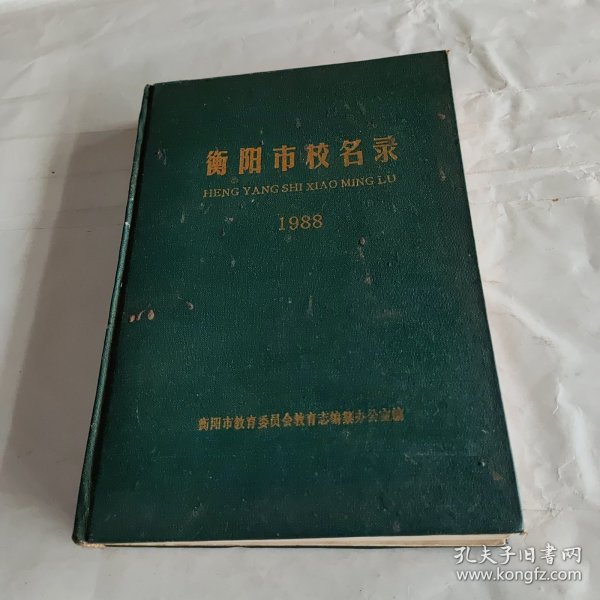 衡阳市校名录
HENG YANG SHI XIAO MING LU
1988
衡阳市教育委员会教育志编纂办公室编
孔夫子旧书网
www.kongfz.com